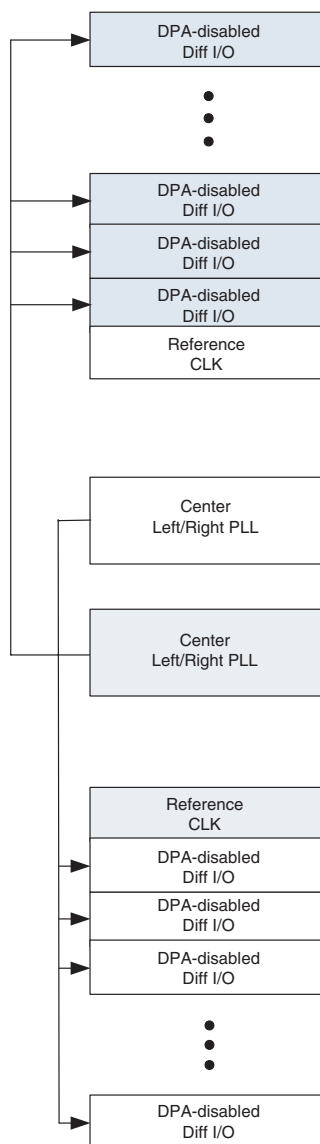 DPA-disabled
Diff I/O
DPA-disabled
Diff I/O
DPA-disabled
Diff I/O
DPA-disabled
Diff I/O
Reference
CLK
Center
Left/Right PLL
Center
Left/Right PLL
Reference
CLK
DPA-disabled
Diff I/O
DPA-disabled
Diff I/O
DPA-disabled
Diff I/O
DPA-disabled
Diff I/O